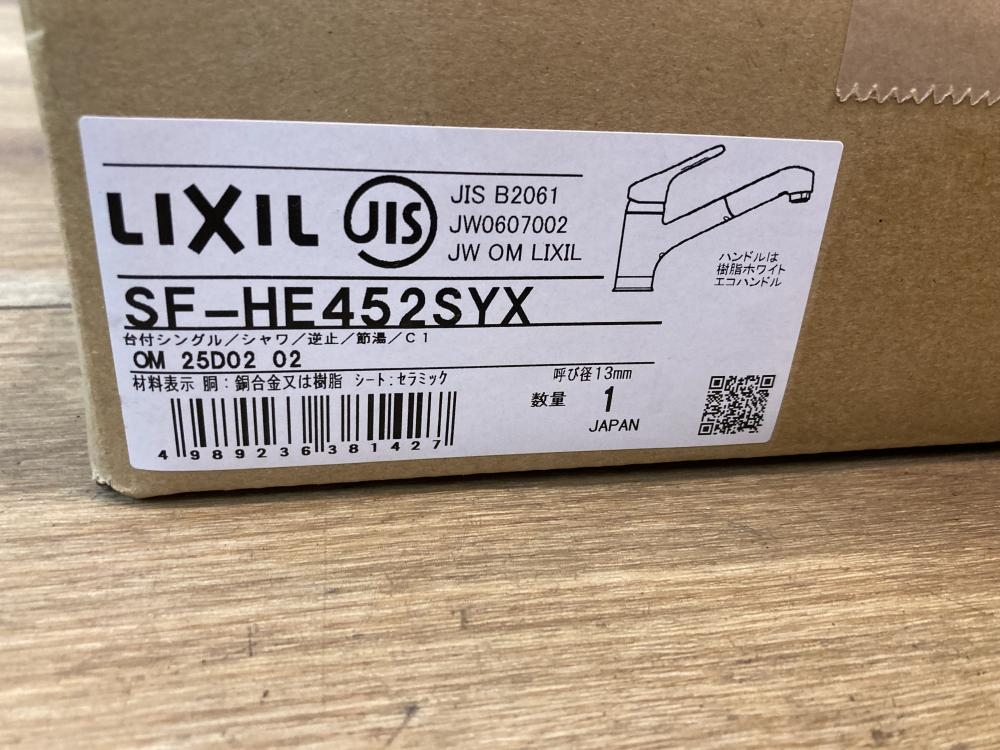 LIXIL JIS
JIS B2061
JW0607002
JW OM LIXIL
ハンドルは
樹脂ホワイト
エコハンドル
SF-HE452SYX
台付シングル/シャワ/逆止/節湯/C1
OM 25D02 02
材料表示 胴:銅合金又は樹脂 シート:セラミック
呼び径13mm
数量 1
JAPAN
4989236381427